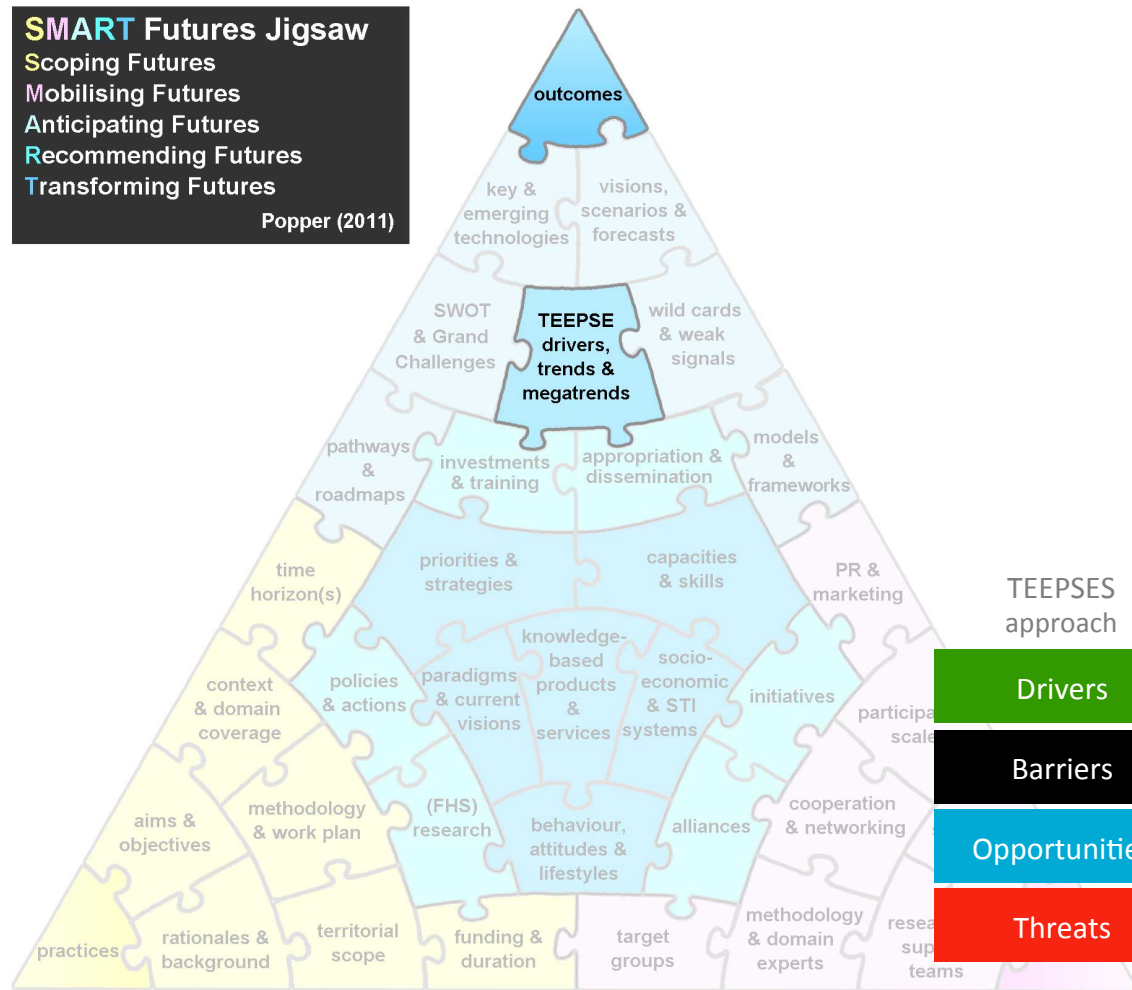 SMART Futures Jigsaw
Scoping Futures
Mobilising Futures
Anticipating Futures
Recommending Futures
Transforming Futures
Popper (2011)
outcomes
key &
emerging
technologies
visions,
scenarios &
forecasts
SWOT
& Grand
Challenges
TEEPSE
drivers,
trends &
megatrends
wild cards
& weak
signals
pathways
&
roadmaps
investments
& training
appropriation &
dissemination
models
&
frameworks
time
horizon(s)
priorities &
strategies
capacities
& skills
PR &
marketing
context
& domain
coverage
policies
& actions
paradigms
& current
visions
knowledge-
based
products
&
services
socio-
economic
& STI
systems
initiatives
TEEPSES
approach
Drivers
Barriers
Opportunitie
Threats
aims &
objectives
methodology
& work plan
(FHS)
research
behaviour,
attitudes &
lifestyles
alliances
cooperation
& networking
practices
rationales &
background
territorial
scope
funding &
duration
target
groups
methodology
& domain
experts
teams